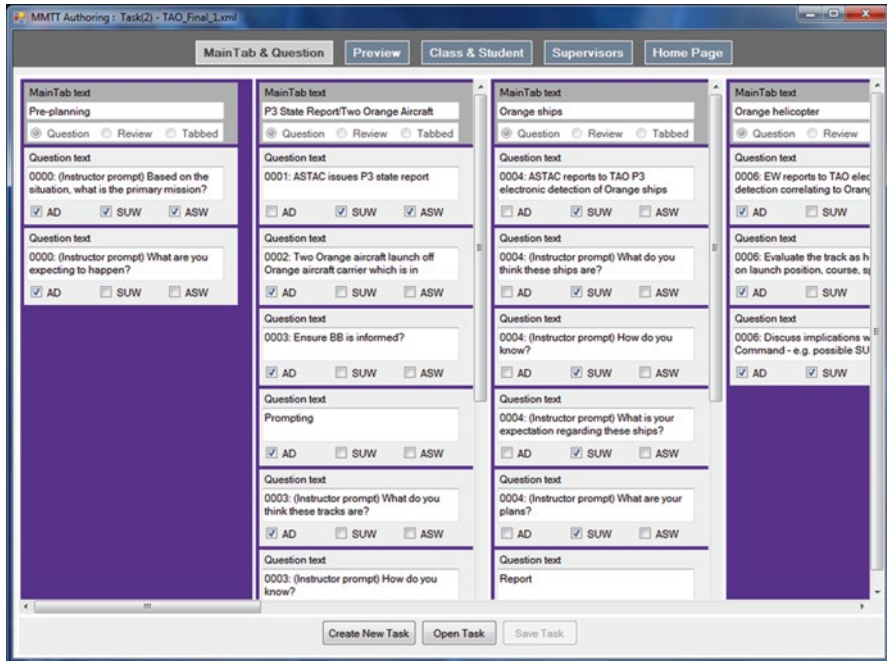 MMTT Authoring : Task(2) - TAO_Final_1.xml
MainTab & Question Preview Class & Student Supervisors Home Page
MainTab text
Pre-planning
Question Review Tabbed
Question text
0000: (Instructor prompt) Based on the
situation, what is the primary mission?
AD SUW ASW
Question text
0000: (Instructor prompt) What are you
expecting to happen?
AD SUW ASW
MainTab text
P3 State Report/Two Orange Aircraft
Question Review Tabbed
Question text
0001: ASTAC issues P3 state report
AD SUW ASW
Question text
0002: Two Orange aircraft launch off
Orange aircraft carrier which is in
AD SUW ASW
Question text
0003: Ensure BB is informed?
AD SUW ASW
Question text
Prompting
AD SUW ASW
Question text
0003: (Instructor prompt) What do you
think these tracks are?
AD SUW ASW
Question text
0003: (Instructor prompt) How do you
know?
MainTab text
Orange ships
Question Review Tabbed
Question text
0004: ASTAC reports to TAO P3
electronic detection of Orange ships
AD SUW ASW
Question text
0004: (Instructor prompt) What do you
think these ships are?
AD SUW ASW
Question text
0004: (Instructor prompt) How do you
know?
AD SUW ASW
Question text
0004: (Instructor prompt) What is your
expectation regarding these ships?
AD SUW ASW
Question text
0004: (Instructor prompt) What are your
plans?
AD SUW ASW
Question text
Report
MainTab text
Orange helicopter
Question Review
Question text
0006: EW reports to TAO elec
detection correlating to Orang
AD SUW
Question text
0006: Evaluate the track as h
on launch position, course, s
AD SUW
Question text
0006: Discuss implications w
Command - e.g. possible SU
AD SUW
Create New Task Open Task Save Task